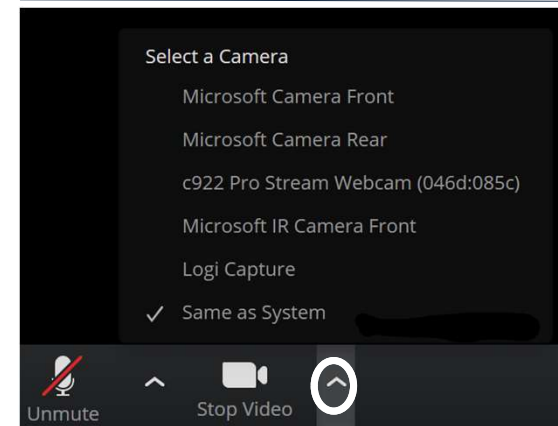 Select a Camera
Microsoft Camera Front
Microsoft Camera Rear
c922 Pro Stream Webcam (046d:085c)
Microsoft IR Camera Front
Logi Capture
Same as System
Unmute
Stop Video